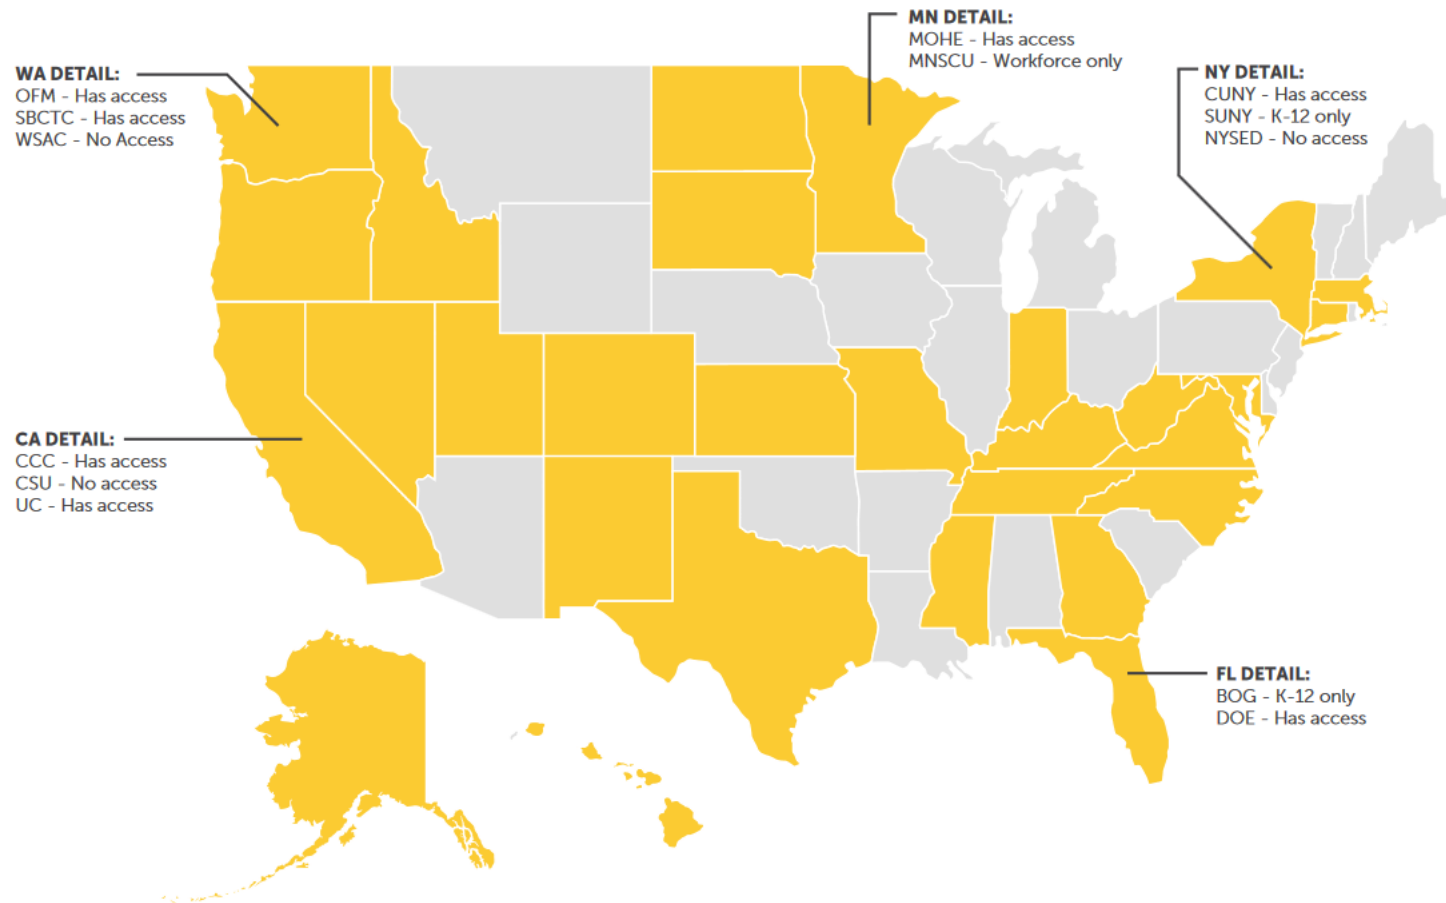 MN DETAIL:
MOHE - Has access
MNSCU - Workforce only
WA DETAIL:
OFM - Has access
SBCTC - Has access
WSAC - No Access
NY DETAIL:
CUNY - Has access
SUNY - K-12 only
NYSED - No access
CA DETAIL:
CCC - Has access
CSU - No access
UC - Has access
FL DETAIL:
BOG - K-12 only
DOE - Has access